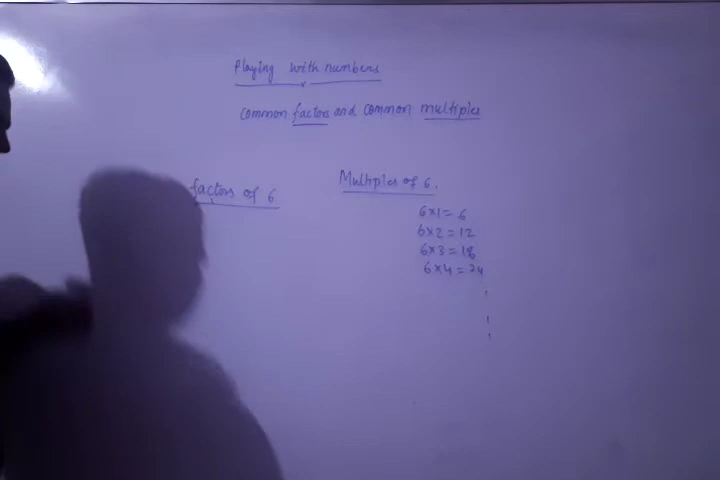 Playing with numbers
Common factors and common multiples
factors of 6
Multiples of 6.
6×1= 6
6×2 = 12
6×3 = 18
6×4 = 24